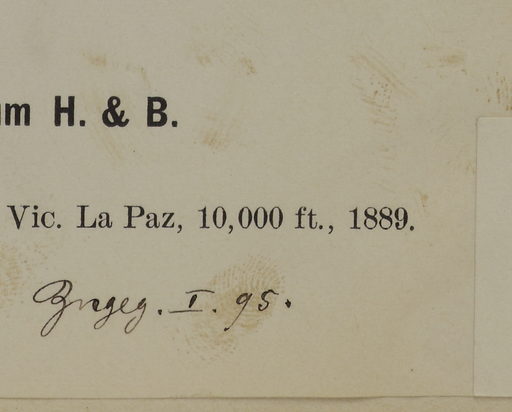 um H. & B.
Vic. La Paz, 10,000 ft., 1889.
I. 95.